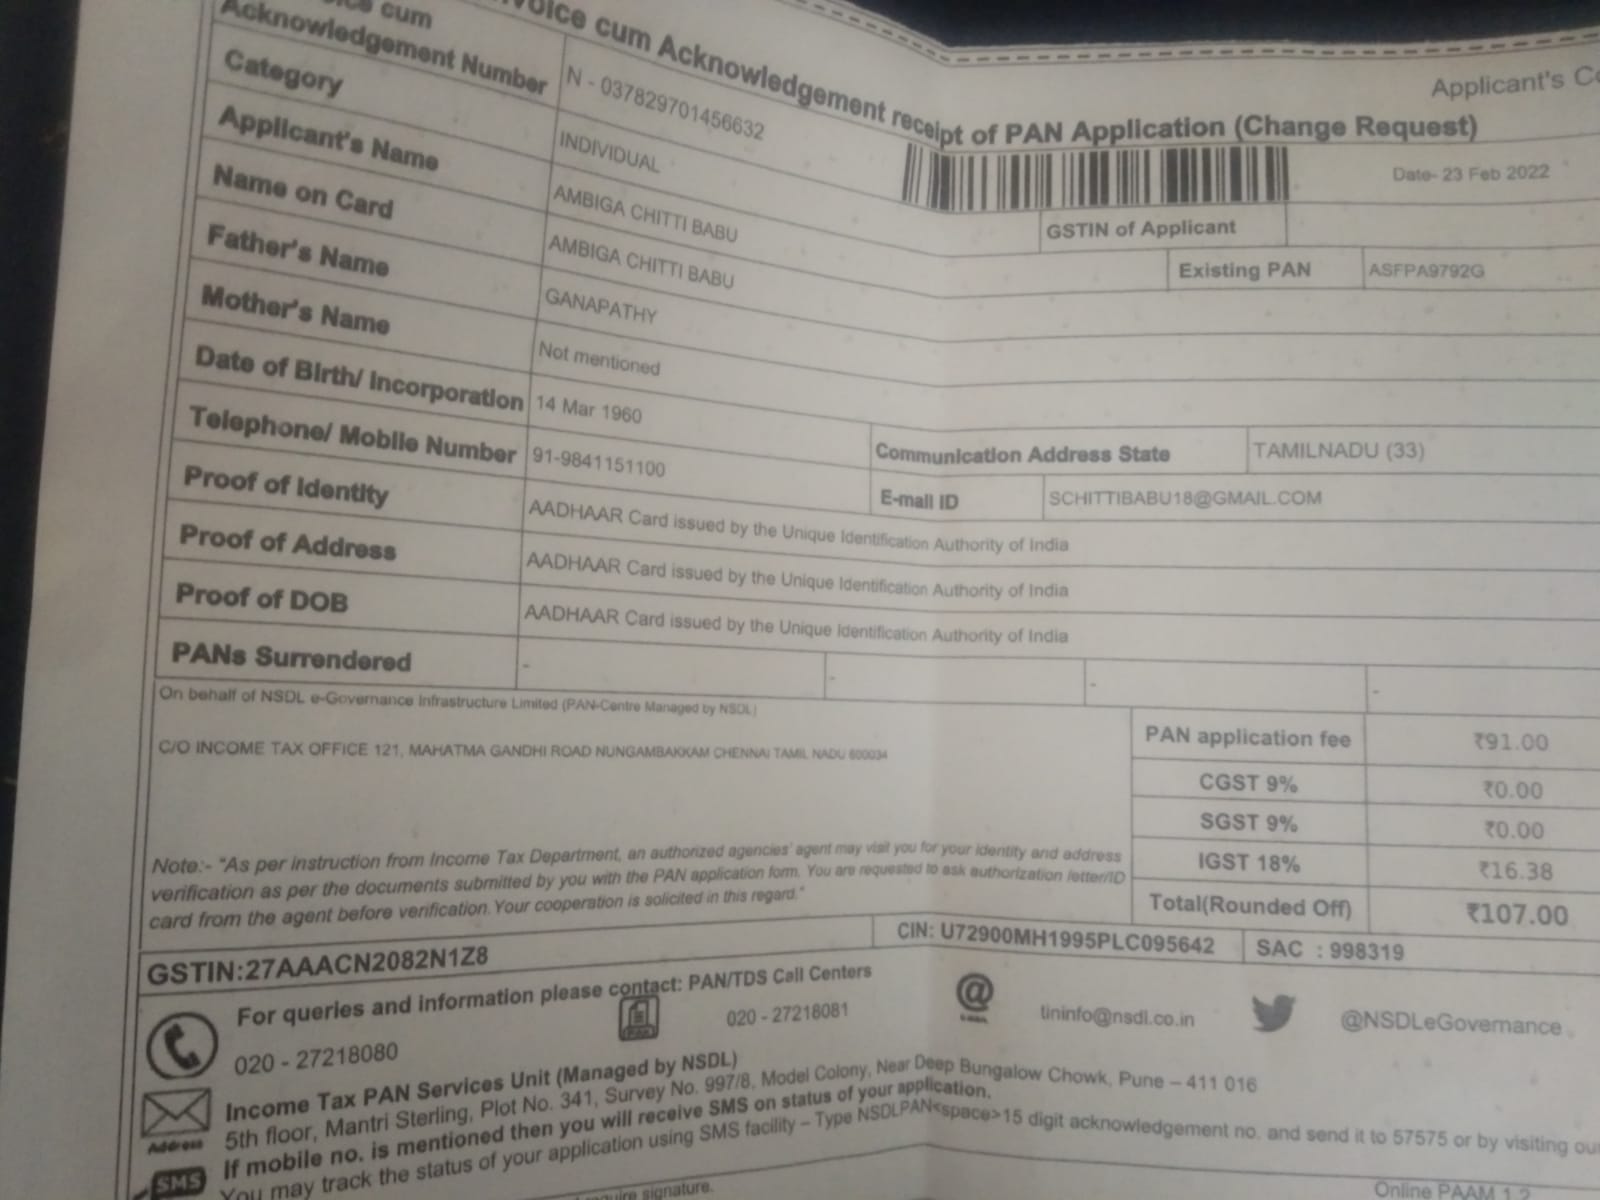 voice cum Acknowledgement receipt of PAN Application (Change Request)
Applicant's
cum
Acknowledgement Number N - 037829701456632
Date- 23 Feb 2022
Category INDIVIDUAL
GSTIN of Applicant
Applicant's Name AMBIGA CHITTI BABU
Existing PAN ASFPA9792G
Name on Card AMBIGA CHITTI BABU
Father's Name GANAPATHY
Mother's Name Not mentioned
Date of Birth/ Incorporation 14 Mar 1960
Communication Address State TAMILNADU (33)
Telephone/ Mobile Number 91-9841151100
E-mail ID SCHITTIBABU18@GMAIL.COM
Proof of Identity AADHAAR Card issued by the Unique Identification Authority of India
Proof of Address AADHAAR Card issued by the Unique Identification Authority of India
Proof of DOB AADHAAR Card issued by the Unique Identification Authority of India
PANs Surrendered - - - -
On behalf of NSDL e-Governance Infrastructure Limited (PAN-Centre Managed by NSDL)
C/O INCOME TAX OFFICE 121, MAHATMA GANDHI ROAD NUNGAMBAKKAM CHENNAI TAMIL NADU 600034
PAN application fee ₹91.00
CGST 9% ₹0.00
SGST 9% ₹0.00
IGST 18% ₹16.38
Total(Rounded Off) ₹107.00
Note:- "As per instruction from Income Tax Department, an authorized agencies' agent may visit you for your identity and address
verification as per the documents submitted by you with the PAN application form. You are requested to ask authorization letter/ID
card from the agent before verification. Your cooperation is solicited in this regard."
GSTIN:27AAACN2082N1Z8 CIN: U72900MH1995PLC095642 SAC : 998319
For queries and information please contact: PAN/TDS Call Centers
020 - 27218080 020 - 27218081 tininfo@nsdl.co.in @NSDLeGovernance
Income Tax PAN Services Unit (Managed by NSDL)
Address 5th floor, Mantri Sterling, Plot No. 341, Survey No. 997/8, Model Colony, Near Deep Bungalow Chowk, Pune – 411 016
If mobile no. is mentioned then you will receive SMS on status of your application.
SMS You may track the status of your application using SMS facility – Type NSDLPAN<space>15 digit acknowledgement no. and send it to 57575 or by visiting
signature.
Online PAAM 1.2